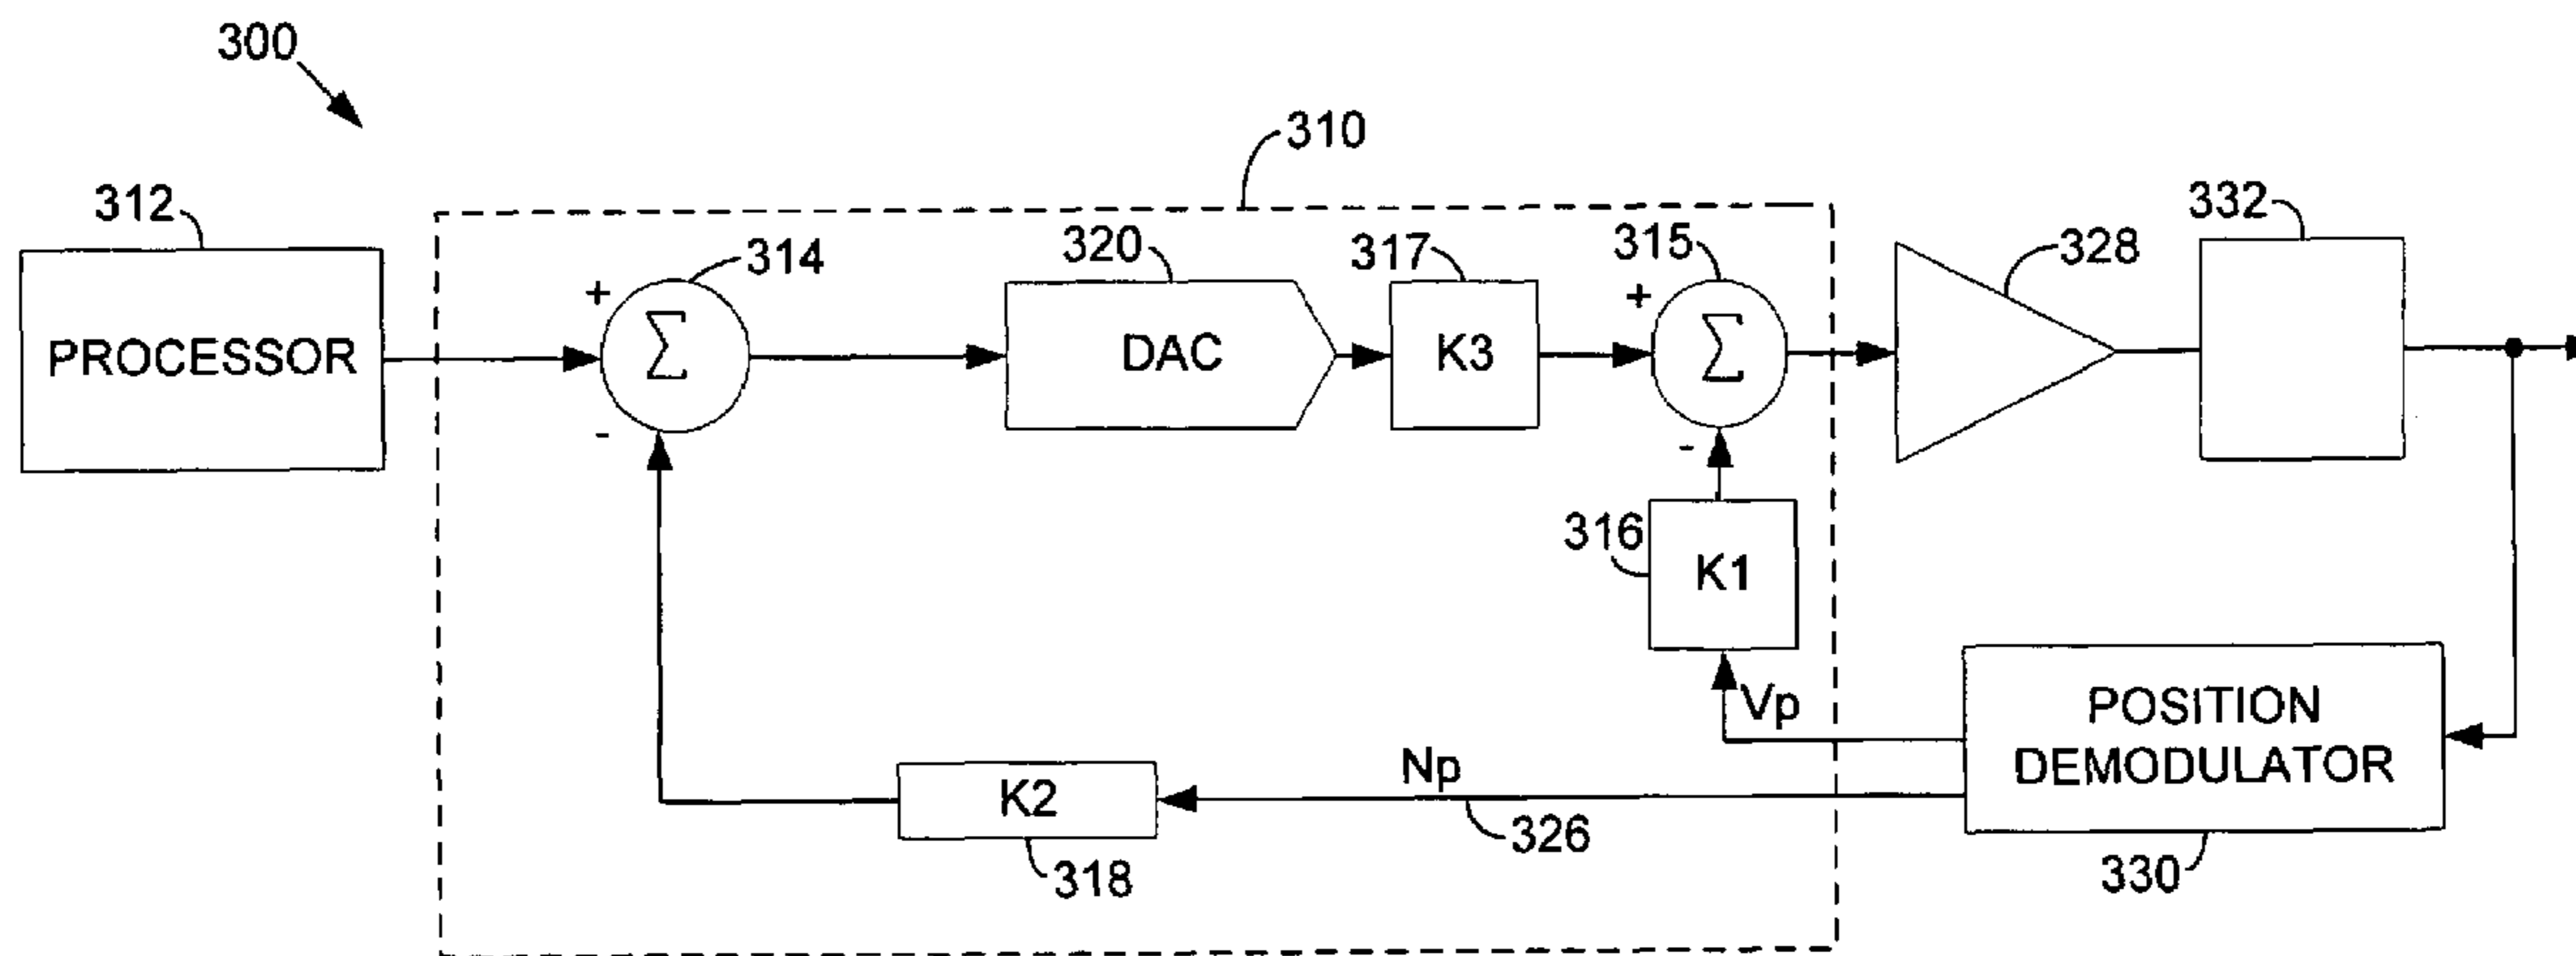 300
310
312
332
314
320
317
315
328
+
+
PROCESSOR
Σ
DAC
K3
Σ
-
-
316
K1
Vp
POSITION
DEMODULATOR
Np
K2
326
318
330